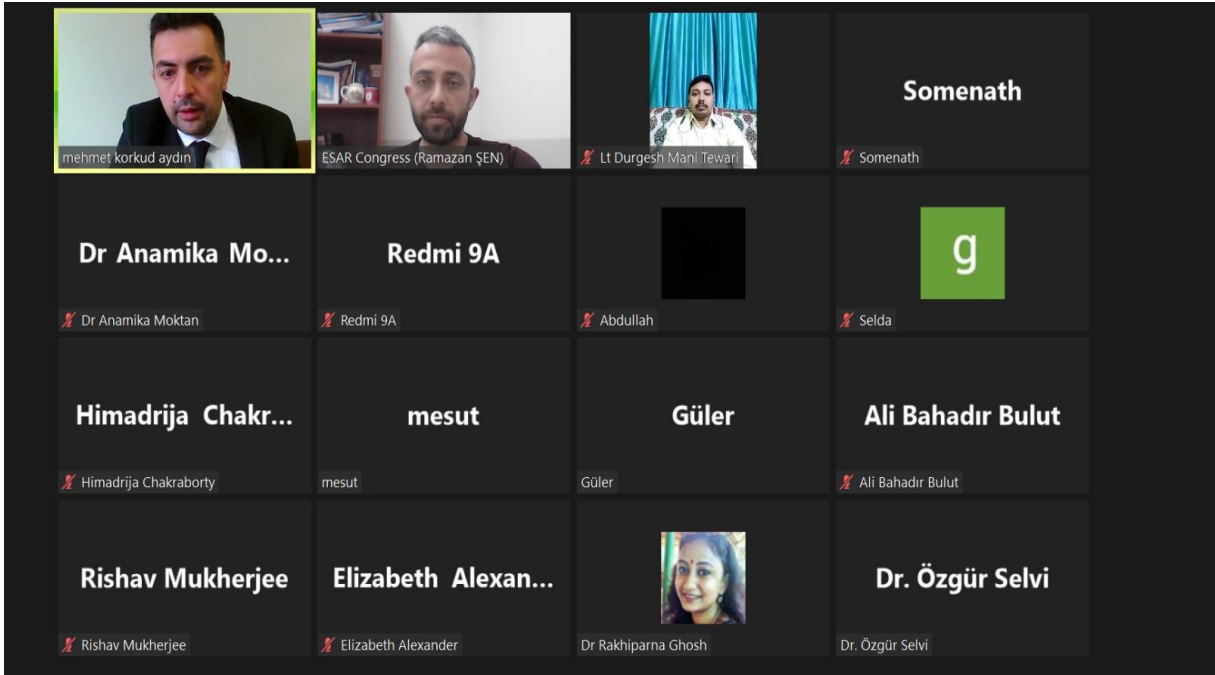 mehmet korkud aydın
ESAR Congress (Ramazan ŞEN)
Lt Durgesh Mani Tewari
Somenath
Somenath
Dr Anamika Mo...
Dr Anamika Moktan
Redmi 9A
Redmi 9A
Abdullah
g
Selda
Himadrija Chakr...
Himadrija Chakraborty
mesut
mesut
Güler
Güler
Ali Bahadır Bulut
Ali Bahadır Bulut
Rishav Mukherjee
Rishav Mukherjee
Elizabeth Alexan...
Elizabeth Alexander
Dr Rakhiparna Ghosh
Dr. Özgür Selvi
Dr. Özgür Selvi